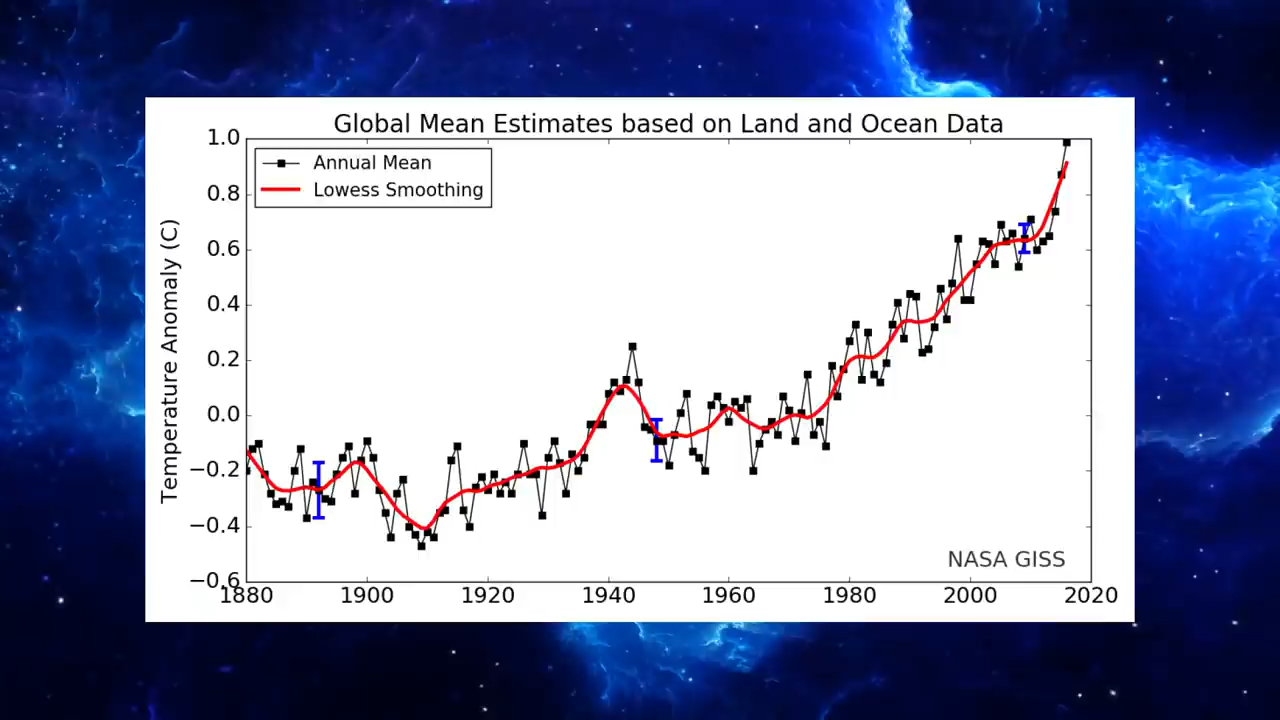 Global Mean Estimates based on Land and Ocean Data
Annual Mean
Lowess Smoothing
Temperature Anomaly (C)
1.0
0.8
0.6
0.4
0.2
0.0
−0.2
−0.4
−0.6
NASA GISS
1880 1900 1920 1940 1960 1980 2000 2020